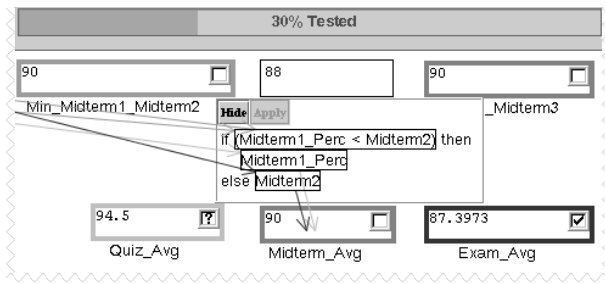 30% Tested
90
88
90
Min_Midterm1_Midterm2
_Midterm3
Hide Apply
if (Midterm1_Perc < Midterm2) then
Midterm1_Perc
else Midterm2
94.5 ?
90
87.3973
Quiz_Avg
Midterm_Avg
Exam_Avg